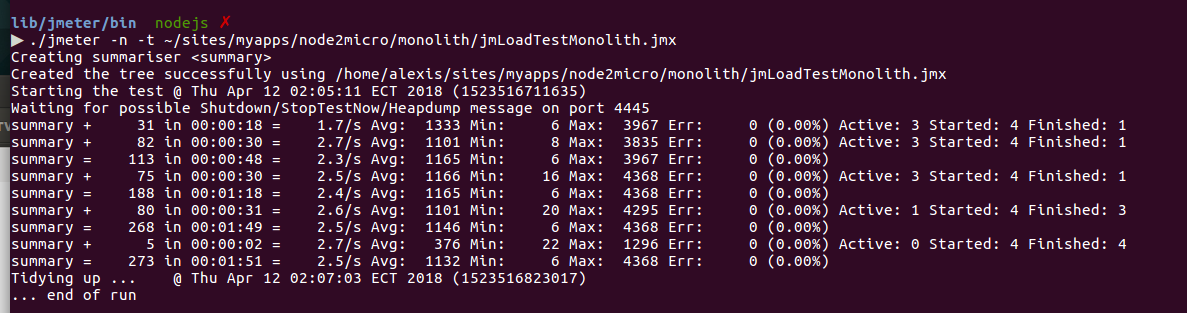 lib/jmeter/bin  nodejs ✗
▶ ./jmeter -n -t ~/sites/myapps/node2micro/monolith/jmLoadTestMonolith.jmx
Creating summariser <summary>
Created the tree successfully using /home/alexis/sites/myapps/node2micro/monolith/jmLoadTestMonolith.jmx
Starting the test @ Thu Apr 12 02:05:11 ECT 2018 (1523516711635)
Waiting for possible Shutdown/StopTestNow/Heapdump message on port 4445
summary +     31 in 00:00:18 =    1.7/s Avg:  1333 Min:     6 Max:  3967 Err:     0 (0.00%) Active: 3 Started: 4 Finished: 1
summary +     82 in 00:00:30 =    2.7/s Avg:  1101 Min:     8 Max:  3835 Err:     0 (0.00%) Active: 3 Started: 4 Finished: 1
summary =    113 in 00:00:48 =    2.3/s Avg:  1165 Min:     6 Max:  3967 Err:     0 (0.00%)
summary +     75 in 00:00:30 =    2.5/s Avg:  1166 Min:    16 Max:  4368 Err:     0 (0.00%) Active: 3 Started: 4 Finished: 1
summary =    188 in 00:01:18 =    2.4/s Avg:  1165 Min:     6 Max:  4368 Err:     0 (0.00%)
summary +     80 in 00:00:31 =    2.6/s Avg:  1101 Min:    20 Max:  4295 Err:     0 (0.00%) Active: 1 Started: 4 Finished: 3
summary =    268 in 00:01:49 =    2.5/s Avg:  1146 Min:     6 Max:  4368 Err:     0 (0.00%)
summary +      5 in 00:00:02 =    2.7/s Avg:   376 Min:    22 Max:  1296 Err:     0 (0.00%) Active: 0 Started: 4 Finished: 4
summary =    273 in 00:01:51 =    2.5/s Avg:  1132 Min:     6 Max:  4368 Err:     0 (0.00%)
Tidying up ...    @ Thu Apr 12 02:07:03 ECT 2018 (1523516823017)
... end of run